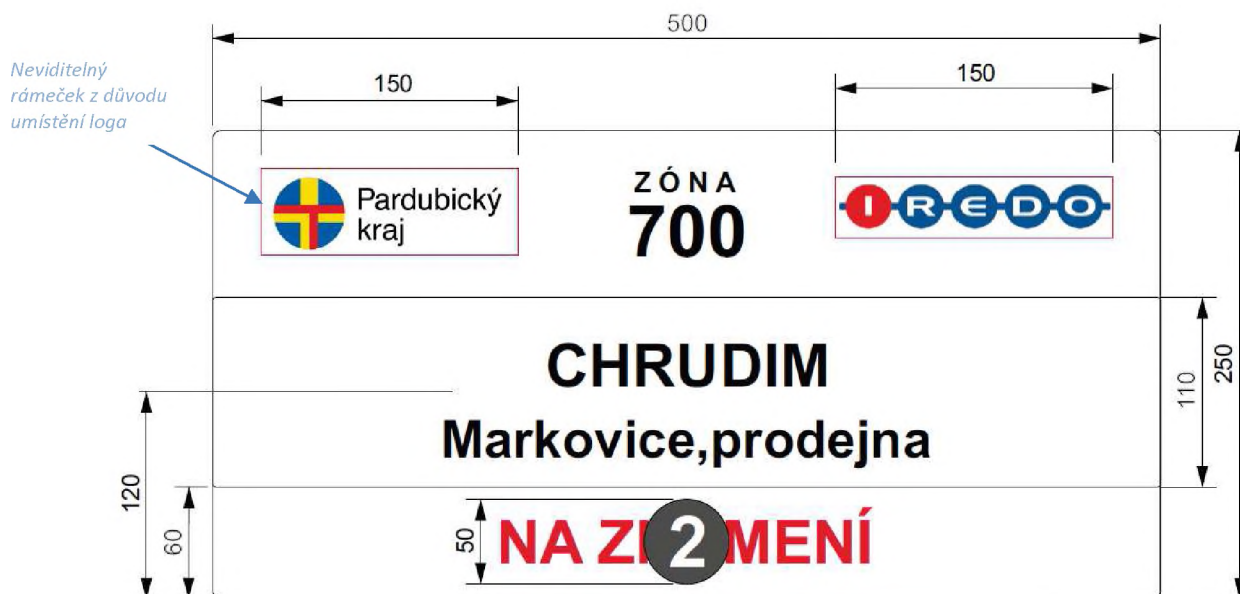 500
Neviditelný
rámeček z důvodu
umístění loga
150
150
Pardubický
kraj
ZÓNA
700
IREDO
CHRUDIM
Markovice,prodejna
110
250
120
60
50
NA ZNAMENÍ
2